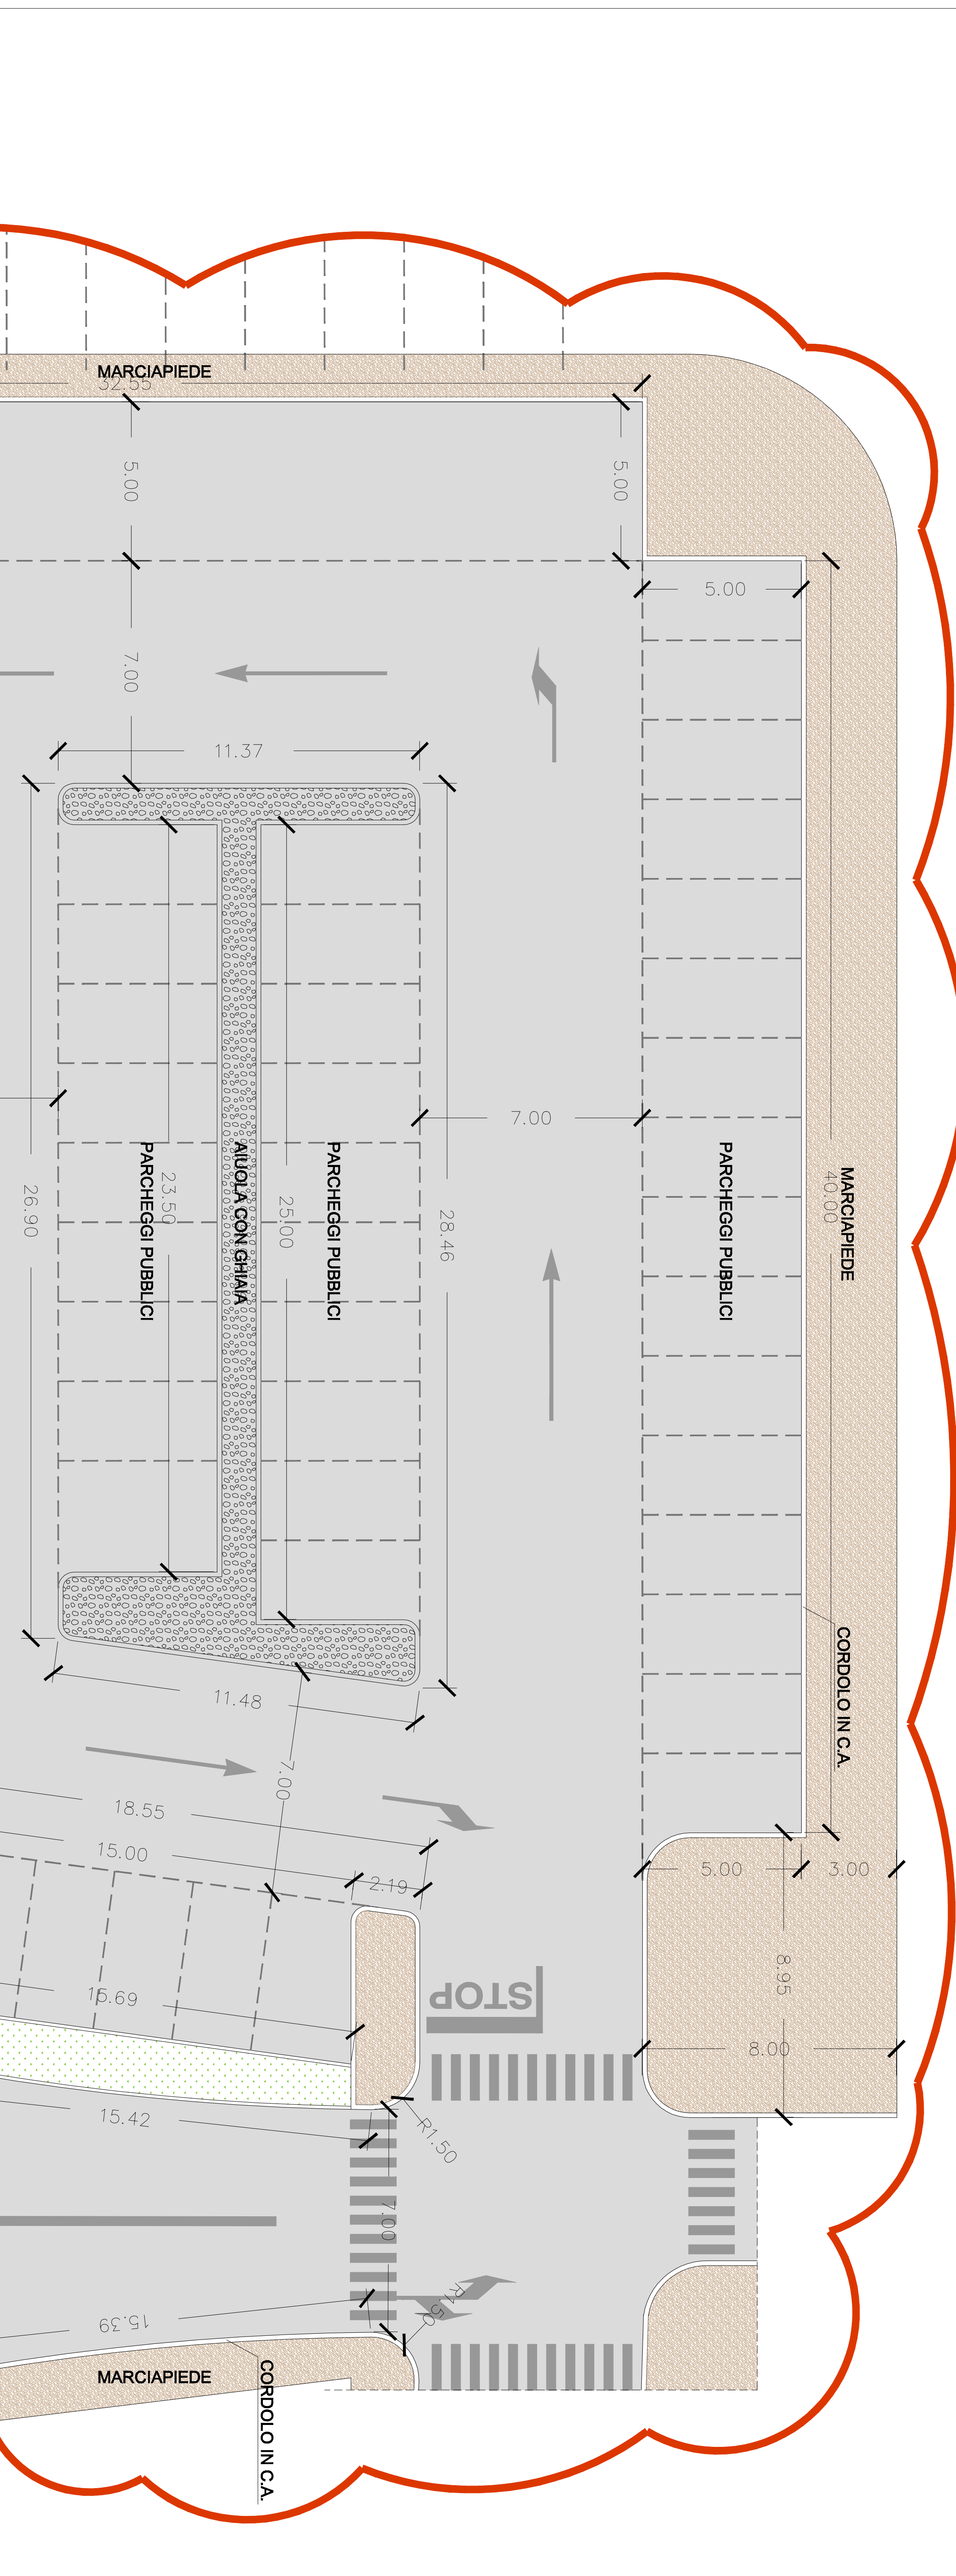 MARCIAPIEDE
32.55
5.00
5.00
5.00
7.00
11.37
7.00
PARCHEGGI PUBBLICI
23.50
AIUOLA CON GHIAIA
25.00
PARCHEGGI PUBBLICI
26.90
28.46
PARCHEGGI PUBBLICI
40.00
MARCIAPIEDE
CORDOLO IN C.A.
11.48
7.00
18.55
15.00
2.19
5.00
3.00
8.95
15.69
STOP
8.00
15.42
R1.50
7.00
R1.50
15.39
MARCIAPIEDE
CORDOLO IN C.A.